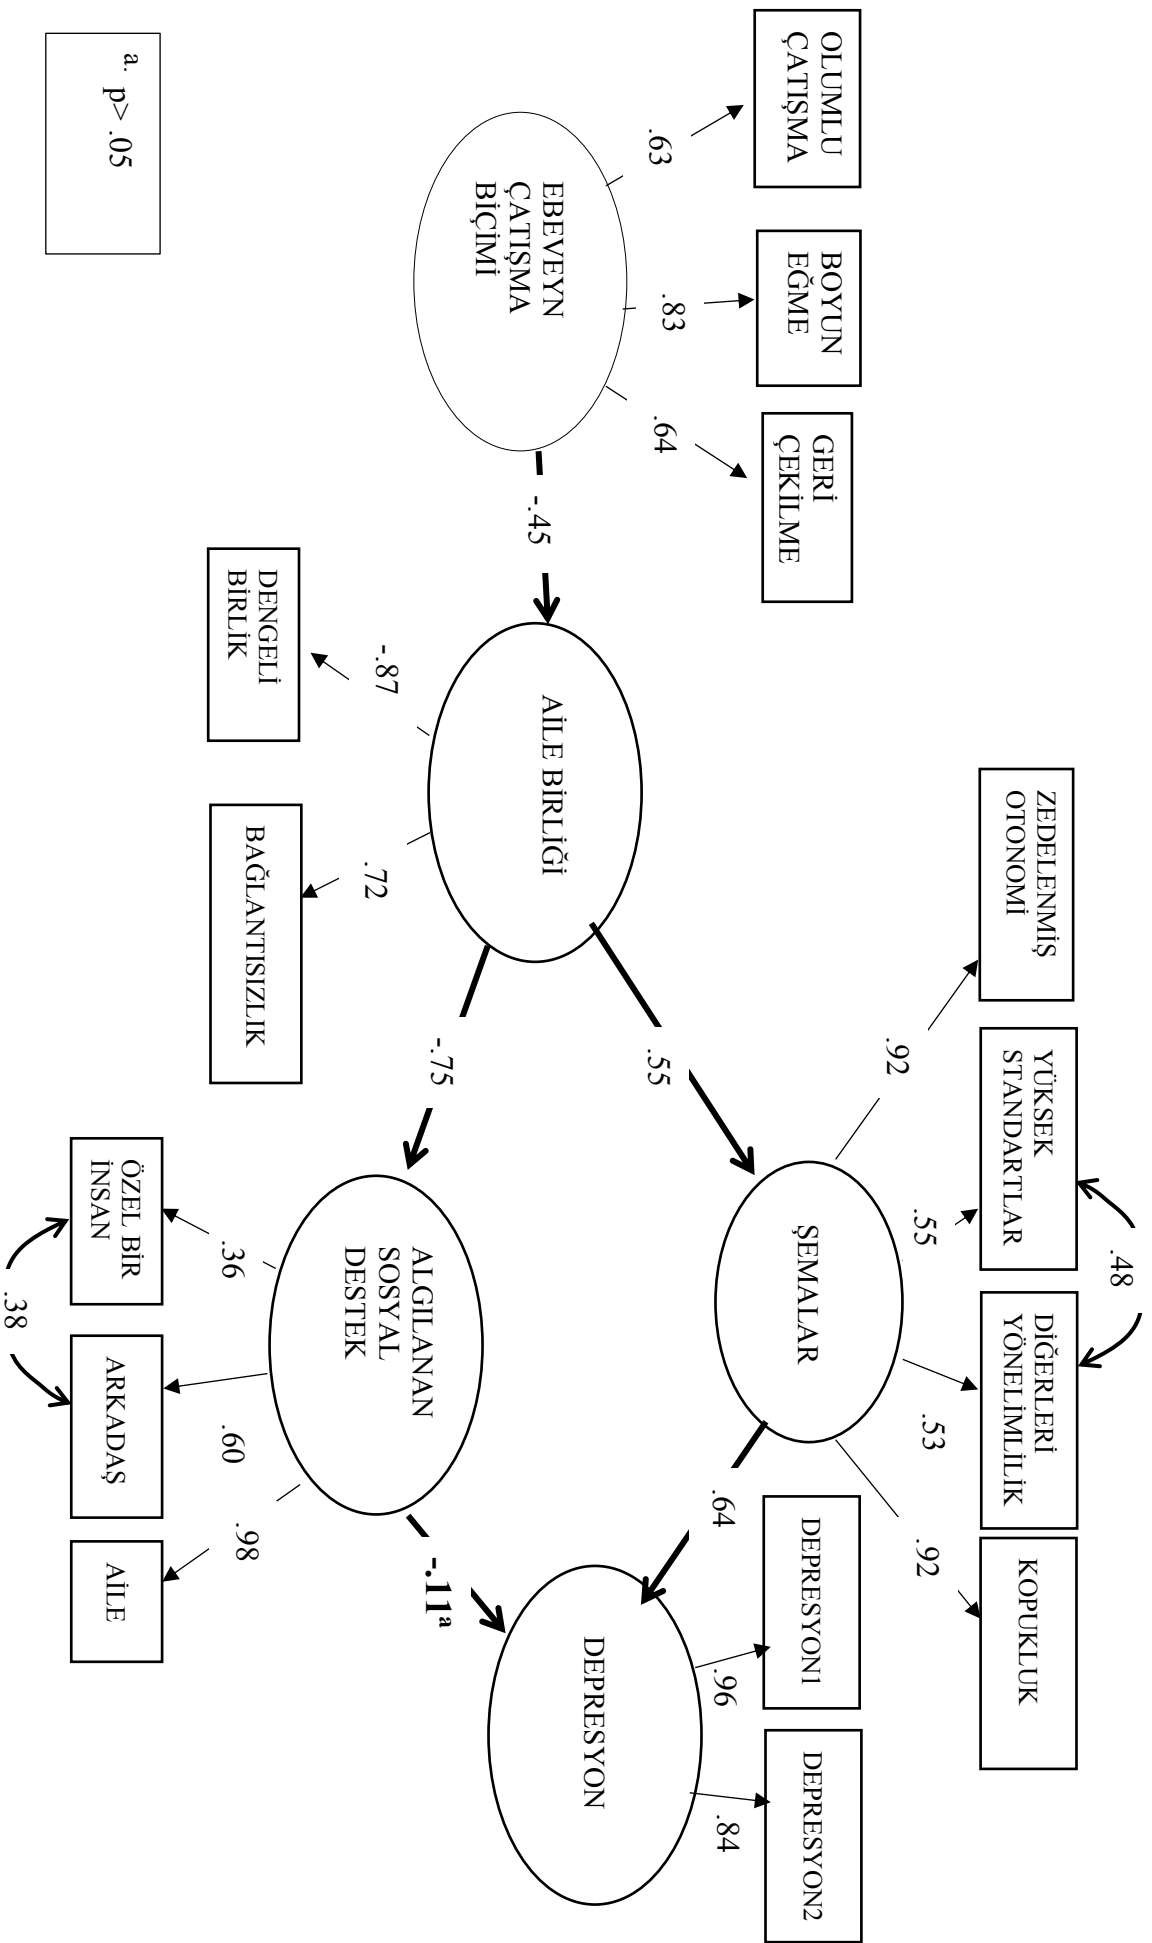 OLUMLU
ÇATIŞMA
BOYUN
EĞME
GERİ
ÇEKİLME
.63
.83
.64
EBEVEYN
ÇATIŞMA
BİÇİMİ
-.45
AİLE BİRLİĞİ
-.87
.72
DENGELİ
BİRLİK
BAĞLANTISIZLIK
.55
-.75
ZEDELENMİŞ
OTONOMİ
YÜKSEK
STANDARTLAR
DİĞERLERİ
YÖNELİMLİLİK
KOPUKLUK
.48
.92
.55
.53
.92
ŞEMALAR
.64
ALGILANAN
SOSYAL
DESTEK
.36
.60
.98
ÖZEL BİR
İNSAN
ARKADAŞ
AİLE
.38
-.11ª
DEPRESYON1
DEPRESYON2
.96
.84
DEPRESYON
a. p> .05